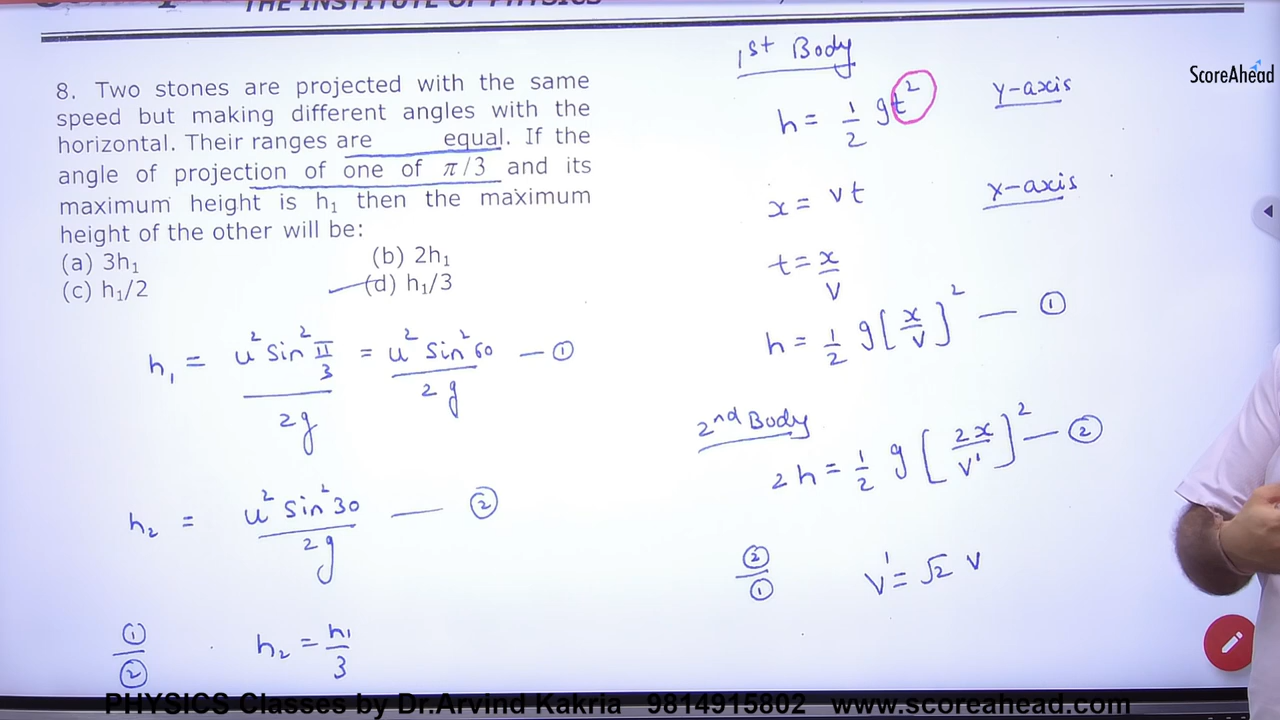 THE INSTITUTE OF PHYSICS
8. Two stones are projected with the same
speed but making different angles with the
horizontal. Their ranges are equal. If the
angle of projection of one of π/3 and its
maximum height is h₁ then the maximum
height of the other will be:
(a) 3h₁ (b) 2h₁
(c) h₁/2 (d) h₁/3
h₁ = u² sin² π/3 / 2g = u² sin² 60 / 2g — ①
h₂ = u² sin² 30 / 2g — ②
①/② h₂ = h₁/3
1st Body
h = 1/2 gt² y-axis
x = vt x-axis
t = x/v
h = 1/2 g[x/v]² — ①
2nd Body
2h = 1/2 g[2x/v']² — ②
②/① v' = √2 v
ScoreAhead
PHYSICS Classes by Dr.Arvind Kakria 9814915802 www.scoreahead.com